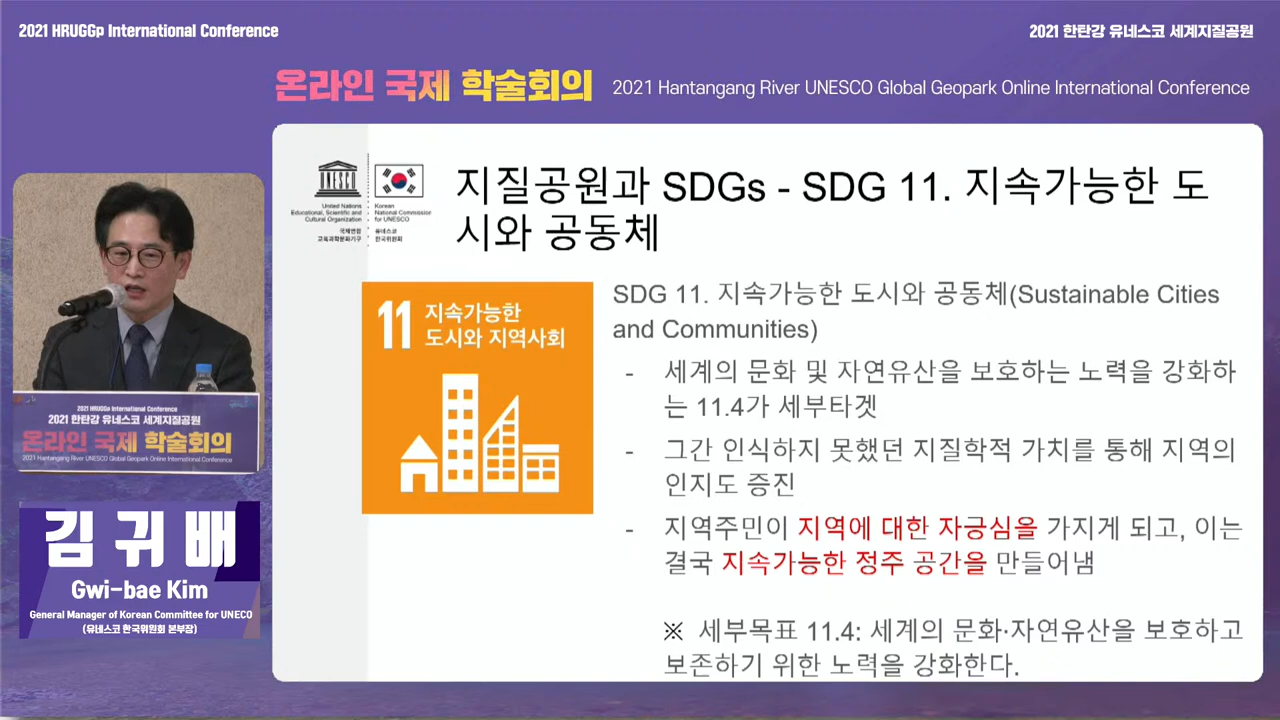 2021 HRUGGp International Conference
2021 한탄강 유네스코 세계지질공원
온라인 국제 학술회의
2021 Hantangang River UNESCO Global Geopark Online International Conference
UNESCO
United Nations
Educational, Scientific and
Cultural Organization
국제연합
교육과학문화기구
Korean
National Commission
for UNESCO
유네스코
한국위원회
지질공원과 SDGs - SDG 11. 지속가능한 도
시와 공동체
11 지속가능한
도시와 지역사회
SDG 11. 지속가능한 도시와 공동체(Sustainable Cities
and Communities)
- 세계의 문화 및 자연유산을 보호하는 노력을 강화하
는 11.4가 세부타겟
- 그간 인식하지 못했던 지질학적 가치를 통해 지역의
인지도 증진
- 지역주민이 지역에 대한 자긍심을 가지게 되고, 이는
결국 지속가능한 정주 공간을 만들어냄
※ 세부목표 11.4: 세계의 문화·자연유산을 보호하고
보존하기 위한 노력을 강화한다.
2021 HRUGGp International Conference
2021 한탄강 유네스코 세계지질공원
온라인 국제 학술회의
2021 Hantangang River UNESCO Global Geopark Online International Conference
김귀배
Gwi-bae Kim
General Manager of Korean Committee for UNECO
(유네스코 한국위원회 본부장)